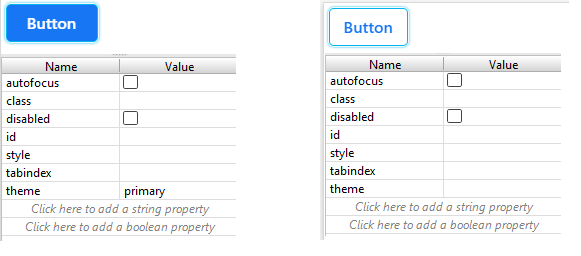 Button
Name Value
autofocus
class
disabled
id
style
tabindex
theme primary
Click here to add a string property
Click here to add a boolean property
Button
Name Value
autofocus
class
disabled
id
style
tabindex
theme
Click here to add a string property
Click here to add a boolean property